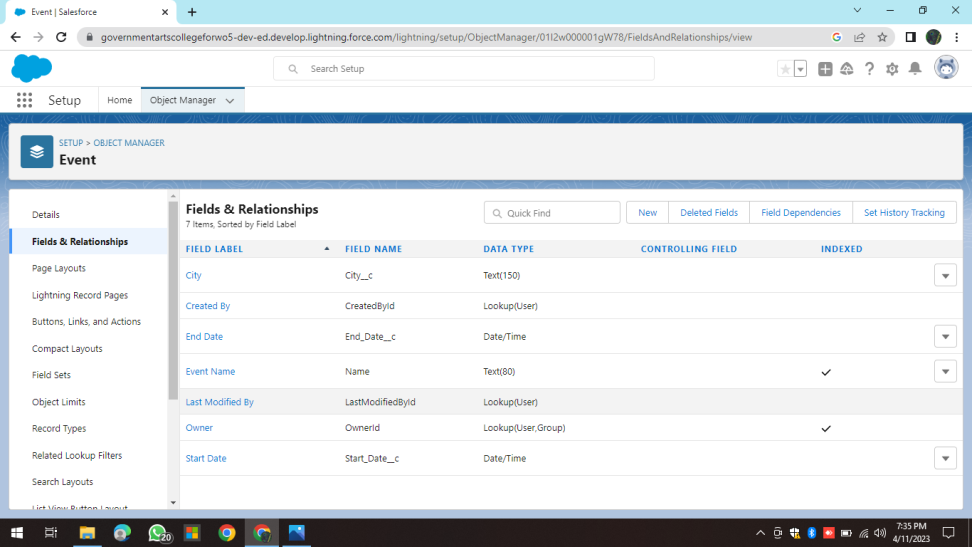 Event | Salesforce
governmentartscollegeforwo5-dev-ed.develop.lightning.force.com/lightning/setup/ObjectManager/01I2w000001gW78/FieldsAndRelationships/view
Search Setup
Setup
Home
Object Manager
SETUP > OBJECT MANAGER
Event
Details
Fields & Relationships
Page Layouts
Lightning Record Pages
Buttons, Links, and Actions
Compact Layouts
Field Sets
Object Limits
Record Types
Related Lookup Filters
Search Layouts
List View Button Layout
Fields & Relationships
7 Items, Sorted by Field Label
Quick Find
New
Deleted Fields
Field Dependencies
Set History Tracking
FIELD LABEL FIELD NAME DATA TYPE CONTROLLING FIELD INDEXED
City City__c Text(150)
Created By CreatedById Lookup(User)
End Date End_Date__c Date/Time
Event Name Name Text(80)
Last Modified By LastModifiedById Lookup(User)
Owner OwnerId Lookup(User,Group)
Start Date Start_Date__c Date/Time
20
7:35 PM
4/11/2023